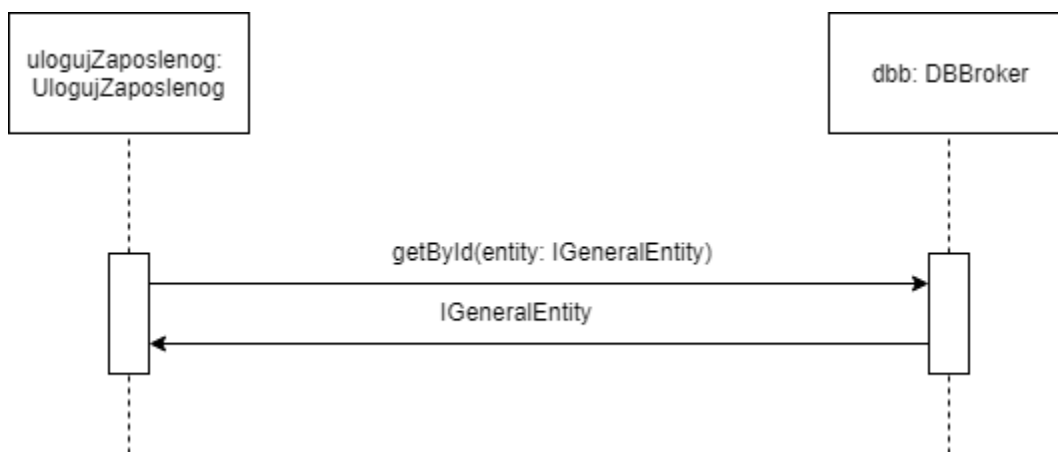 ulogujZaposlenog:
UlogujZaposlenog
dbb: DBBroker
getById(entity: IGeneralEntity)
IGeneralEntity